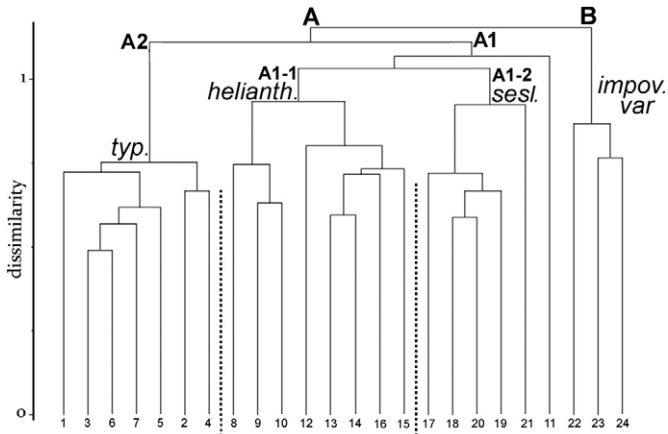 A B
A2 A1
1 A1-1 A1-2 impov.
helianth. sesl. var
typ.
dissimilarity
0
1 3 6 7 5 2 4 8 9 10 12 13 14 16 15 17 18 20 19 21 11 22 23 24